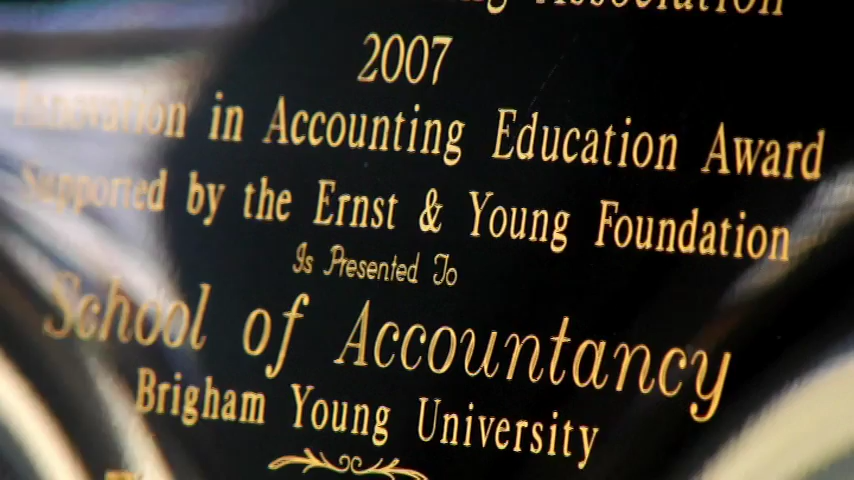 Association
2007
Innovation in Accounting Education Award
Supported by the Ernst & Young Foundation
Is Presented To
School of Accountancy
Brigham Young University